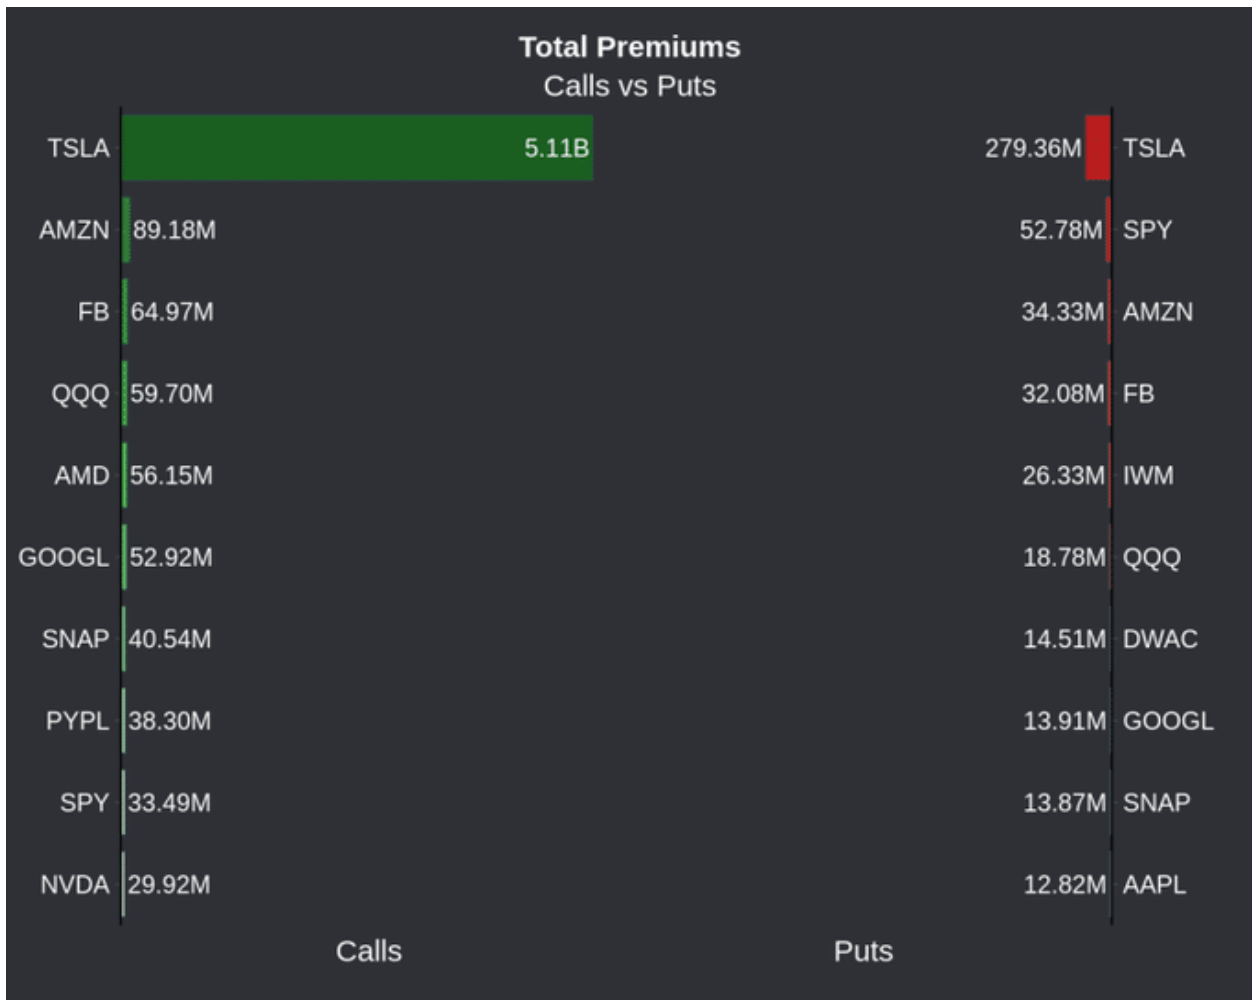 Total Premiums
Calls vs Puts
TSLA 5.11B 279.36M TSLA
AMZN 89.18M 52.78M SPY
FB 64.97M 34.33M AMZN
QQQ 59.70M 32.08M FB
AMD 56.15M 26.33M IWM
GOOGL 52.92M 18.78M QQQ
SNAP 40.54M 14.51M DWAC
PYPL 38.30M 13.91M GOOGL
SPY 33.49M 13.87M SNAP
NVDA 29.92M 12.82M AAPL
Calls Puts